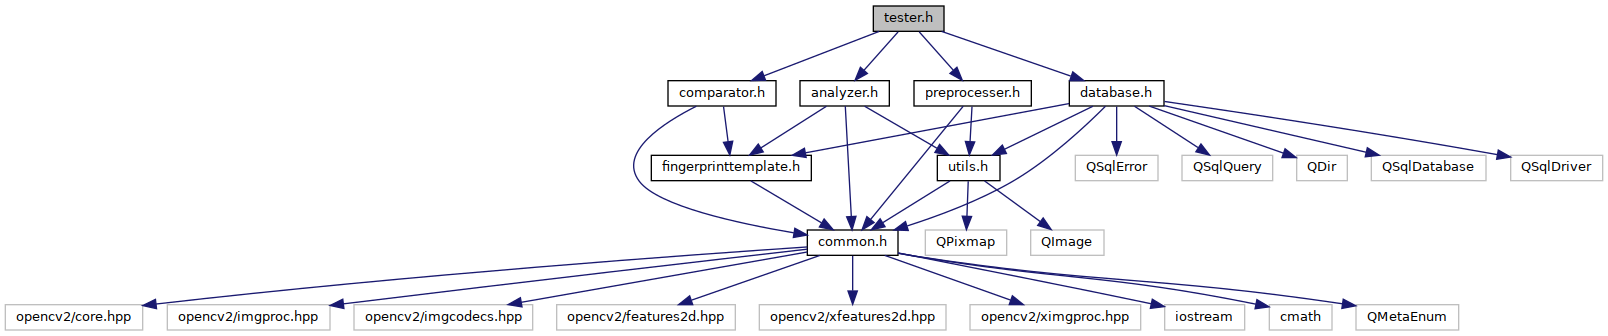 tester.h
comparator.h
analyzer.h
preprocesser.h
database.h
fingerprinttemplate.h
utils.h
QSqlError
QSqlQuery
QDir
QSqlDatabase
QSqlDriver
common.h
QPixmap
QImage
opencv2/core.hpp
opencv2/imgproc.hpp
opencv2/imgcodecs.hpp
opencv2/features2d.hpp
opencv2/xfeatures2d.hpp
opencv2/ximgproc.hpp
iostream
cmath
QMetaEnum